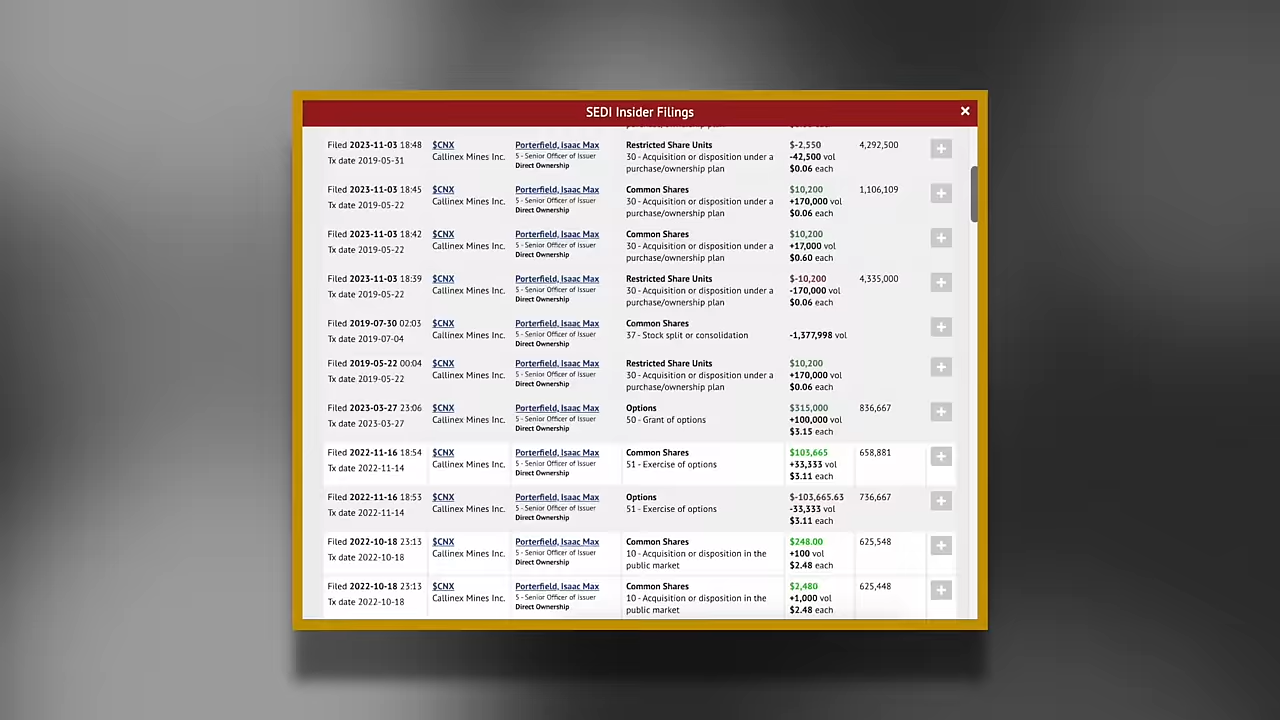 SEDI Insider Filings ×
Filed 2023-11-03 18:48 $CNX Porterfield, Isaac Max Restricted Share Units $-2,550 4,292,500 +
Tx date 2019-05-31 Callinex Mines Inc. 5 - Senior Officer of Issuer 30 - Acquisition or disposition under a -42,500 vol
Direct Ownership purchase/ownership plan $0.06 each
Filed 2023-11-03 18:45 $CNX Porterfield, Isaac Max Common Shares $10,200 1,106,109 +
Tx date 2019-05-22 Callinex Mines Inc. 5 - Senior Officer of Issuer 30 - Acquisition or disposition under a +170,000 vol
Direct Ownership purchase/ownership plan $0.06 each
Filed 2023-11-03 18:42 $CNX Porterfield, Isaac Max Common Shares $10,200 +
Tx date 2019-05-22 Callinex Mines Inc. 5 - Senior Officer of Issuer 30 - Acquisition or disposition under a +17,000 vol
Direct Ownership purchase/ownership plan $0.60 each
Filed 2023-11-03 18:39 $CNX Porterfield, Isaac Max Restricted Share Units $-10,200 4,335,000 +
Tx date 2019-05-22 Callinex Mines Inc. 5 - Senior Officer of Issuer 30 - Acquisition or disposition under a -170,000 vol
Direct Ownership purchase/ownership plan $0.06 each
Filed 2019-07-30 02:03 $CNX Porterfield, Isaac Max Common Shares +
Tx date 2019-07-04 Callinex Mines Inc. 5 - Senior Officer of Issuer 37 - Stock split or consolidation -1,377,998 vol
Direct Ownership
Filed 2019-05-22 00:04 $CNX Porterfield, Isaac Max Restricted Share Units $10,200 +
Tx date 2019-05-22 Callinex Mines Inc. 5 - Senior Officer of Issuer 30 - Acquisition or disposition under a +170,000 vol
Direct Ownership purchase/ownership plan $0.06 each
Filed 2023-03-27 23:06 $CNX Porterfield, Isaac Max Options $315,000 836,667 +
Tx date 2023-03-27 Callinex Mines Inc. 5 - Senior Officer of Issuer 50 - Grant of options +100,000 vol
Direct Ownership $3.15 each
Filed 2022-11-16 18:54 $CNX Porterfield, Isaac Max Common Shares $103,665 658,881 +
Tx date 2022-11-14 Callinex Mines Inc. 5 - Senior Officer of Issuer 51 - Exercise of options +33,333 vol
Direct Ownership $3.11 each
Filed 2022-11-16 18:53 $CNX Porterfield, Isaac Max Options $-103,665.63 736,667 +
Tx date 2022-11-14 Callinex Mines Inc. 5 - Senior Officer of Issuer 51 - Exercise of options -33,333 vol
Direct Ownership $3.11 each
Filed 2022-10-18 23:13 $CNX Porterfield, Isaac Max Common Shares $248.00 625,548 +
Tx date 2022-10-18 Callinex Mines Inc. 5 - Senior Officer of Issuer 10 - Acquisition or disposition in the +100 vol
Direct Ownership public market $2.48 each
Filed 2022-10-18 23:13 $CNX Porterfield, Isaac Max Common Shares $2,480 625,448 +
Tx date 2022-10-18 Callinex Mines Inc. 5 - Senior Officer of Issuer 10 - Acquisition or disposition in the +1,000 vol
Direct Ownership public market $2.48 each